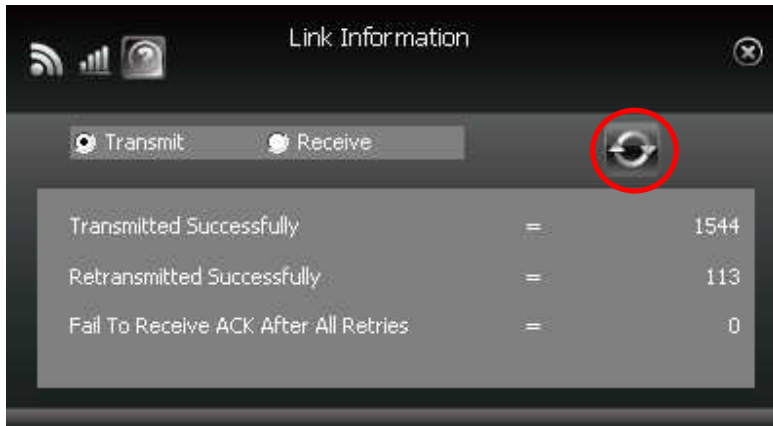 Link Information
Transmit Receive
Transmitted Successfully = 1544
Retransmitted Successfully = 113
Fail To Receive ACK After All Retries = 0